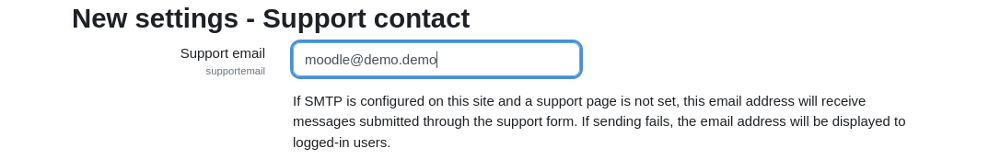 New settings - Support contact
Support email
supportemail
moodle@demo.demo
If SMTP is configured on this site and a support page is not set, this email address will receive
messages submitted through the support form. If sending fails, the email address will be displayed to
logged-in users.